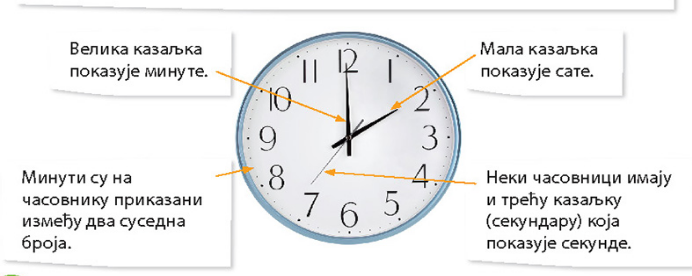 Велика казаљка
показује минуте.
Мала казаљка
показује сате.
12
11
1
10
2
9
3
8
4
7
5
6
Минути су на
часовнику приказани
између два суседна
броја.
Неки часовници имају
и трећу казаљку
(секундару) која
показује секунде.